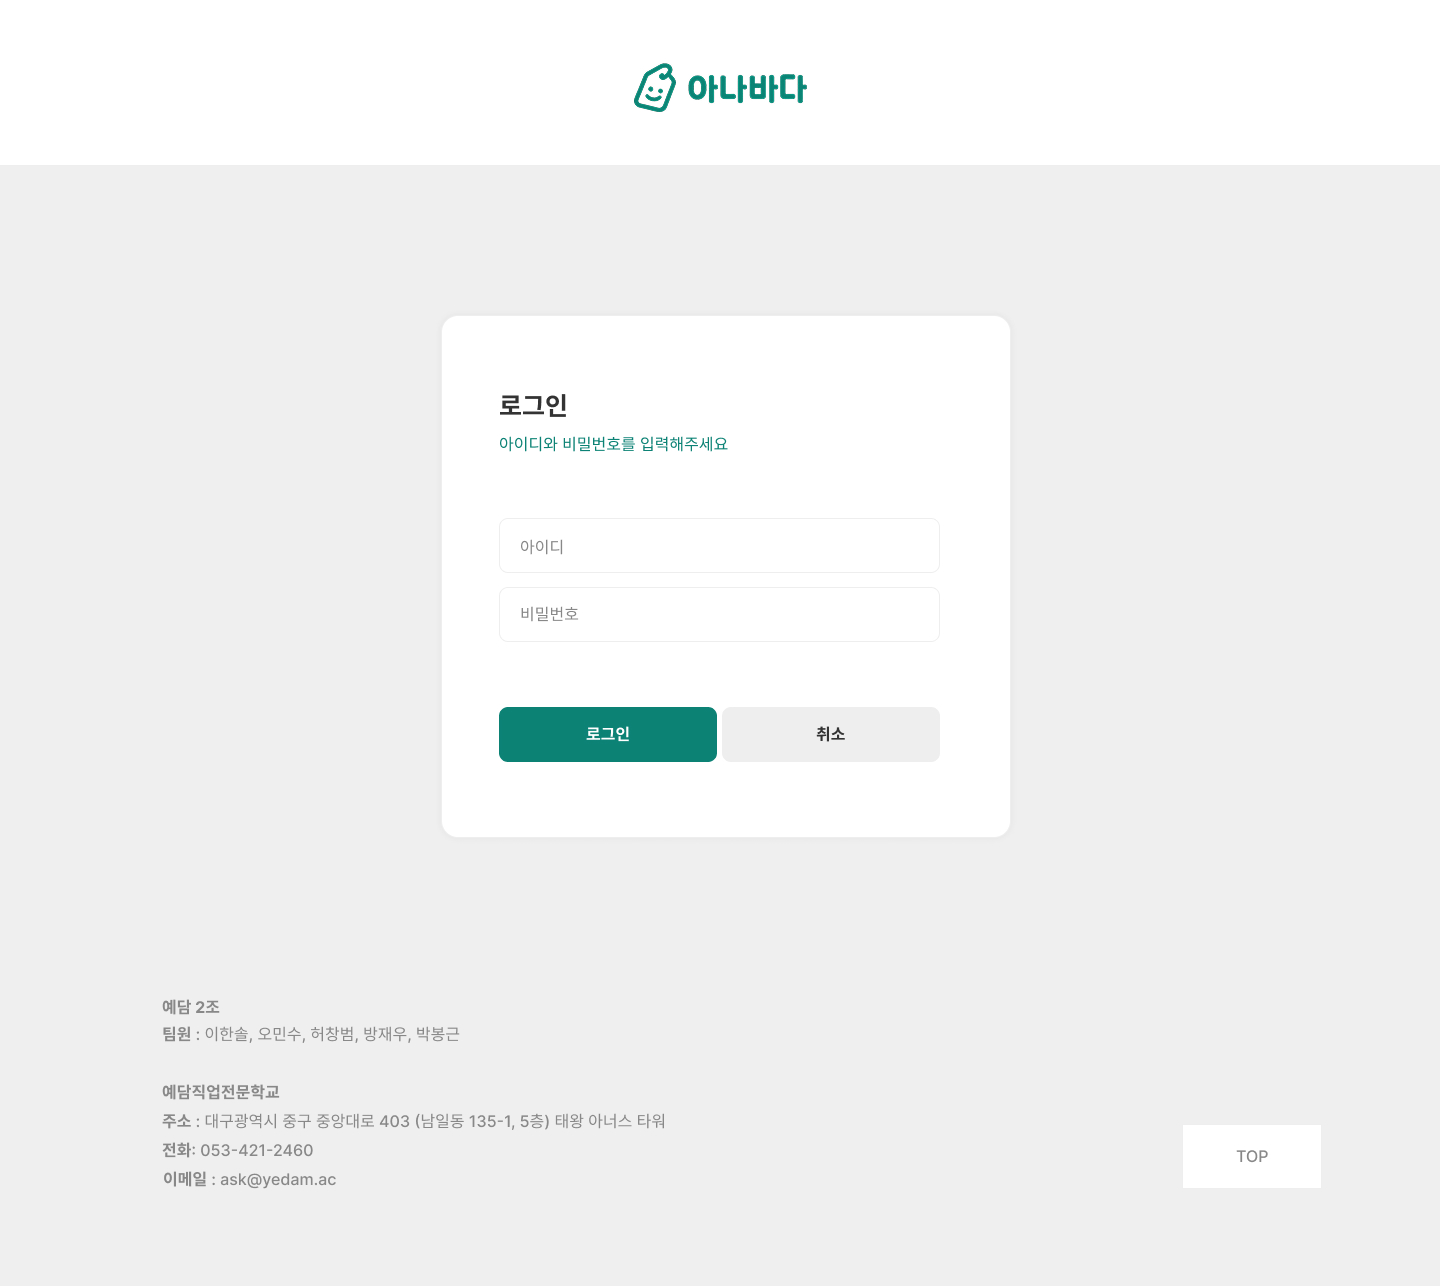 아나바다
로그인
아이디와 비밀번호를 입력해주세요
아이디
비밀번호
로그인
취소
예담 2조
팀원 : 이한솔, 오민수, 허창범, 방재우, 박봉근
예담직업전문학교
주소 : 대구광역시 중구 중앙대로 403 (남일동 135-1, 5층) 태왕 아너스 타워
전화: 053-421-2460
이메일 : ask@yedam.ac
TOP